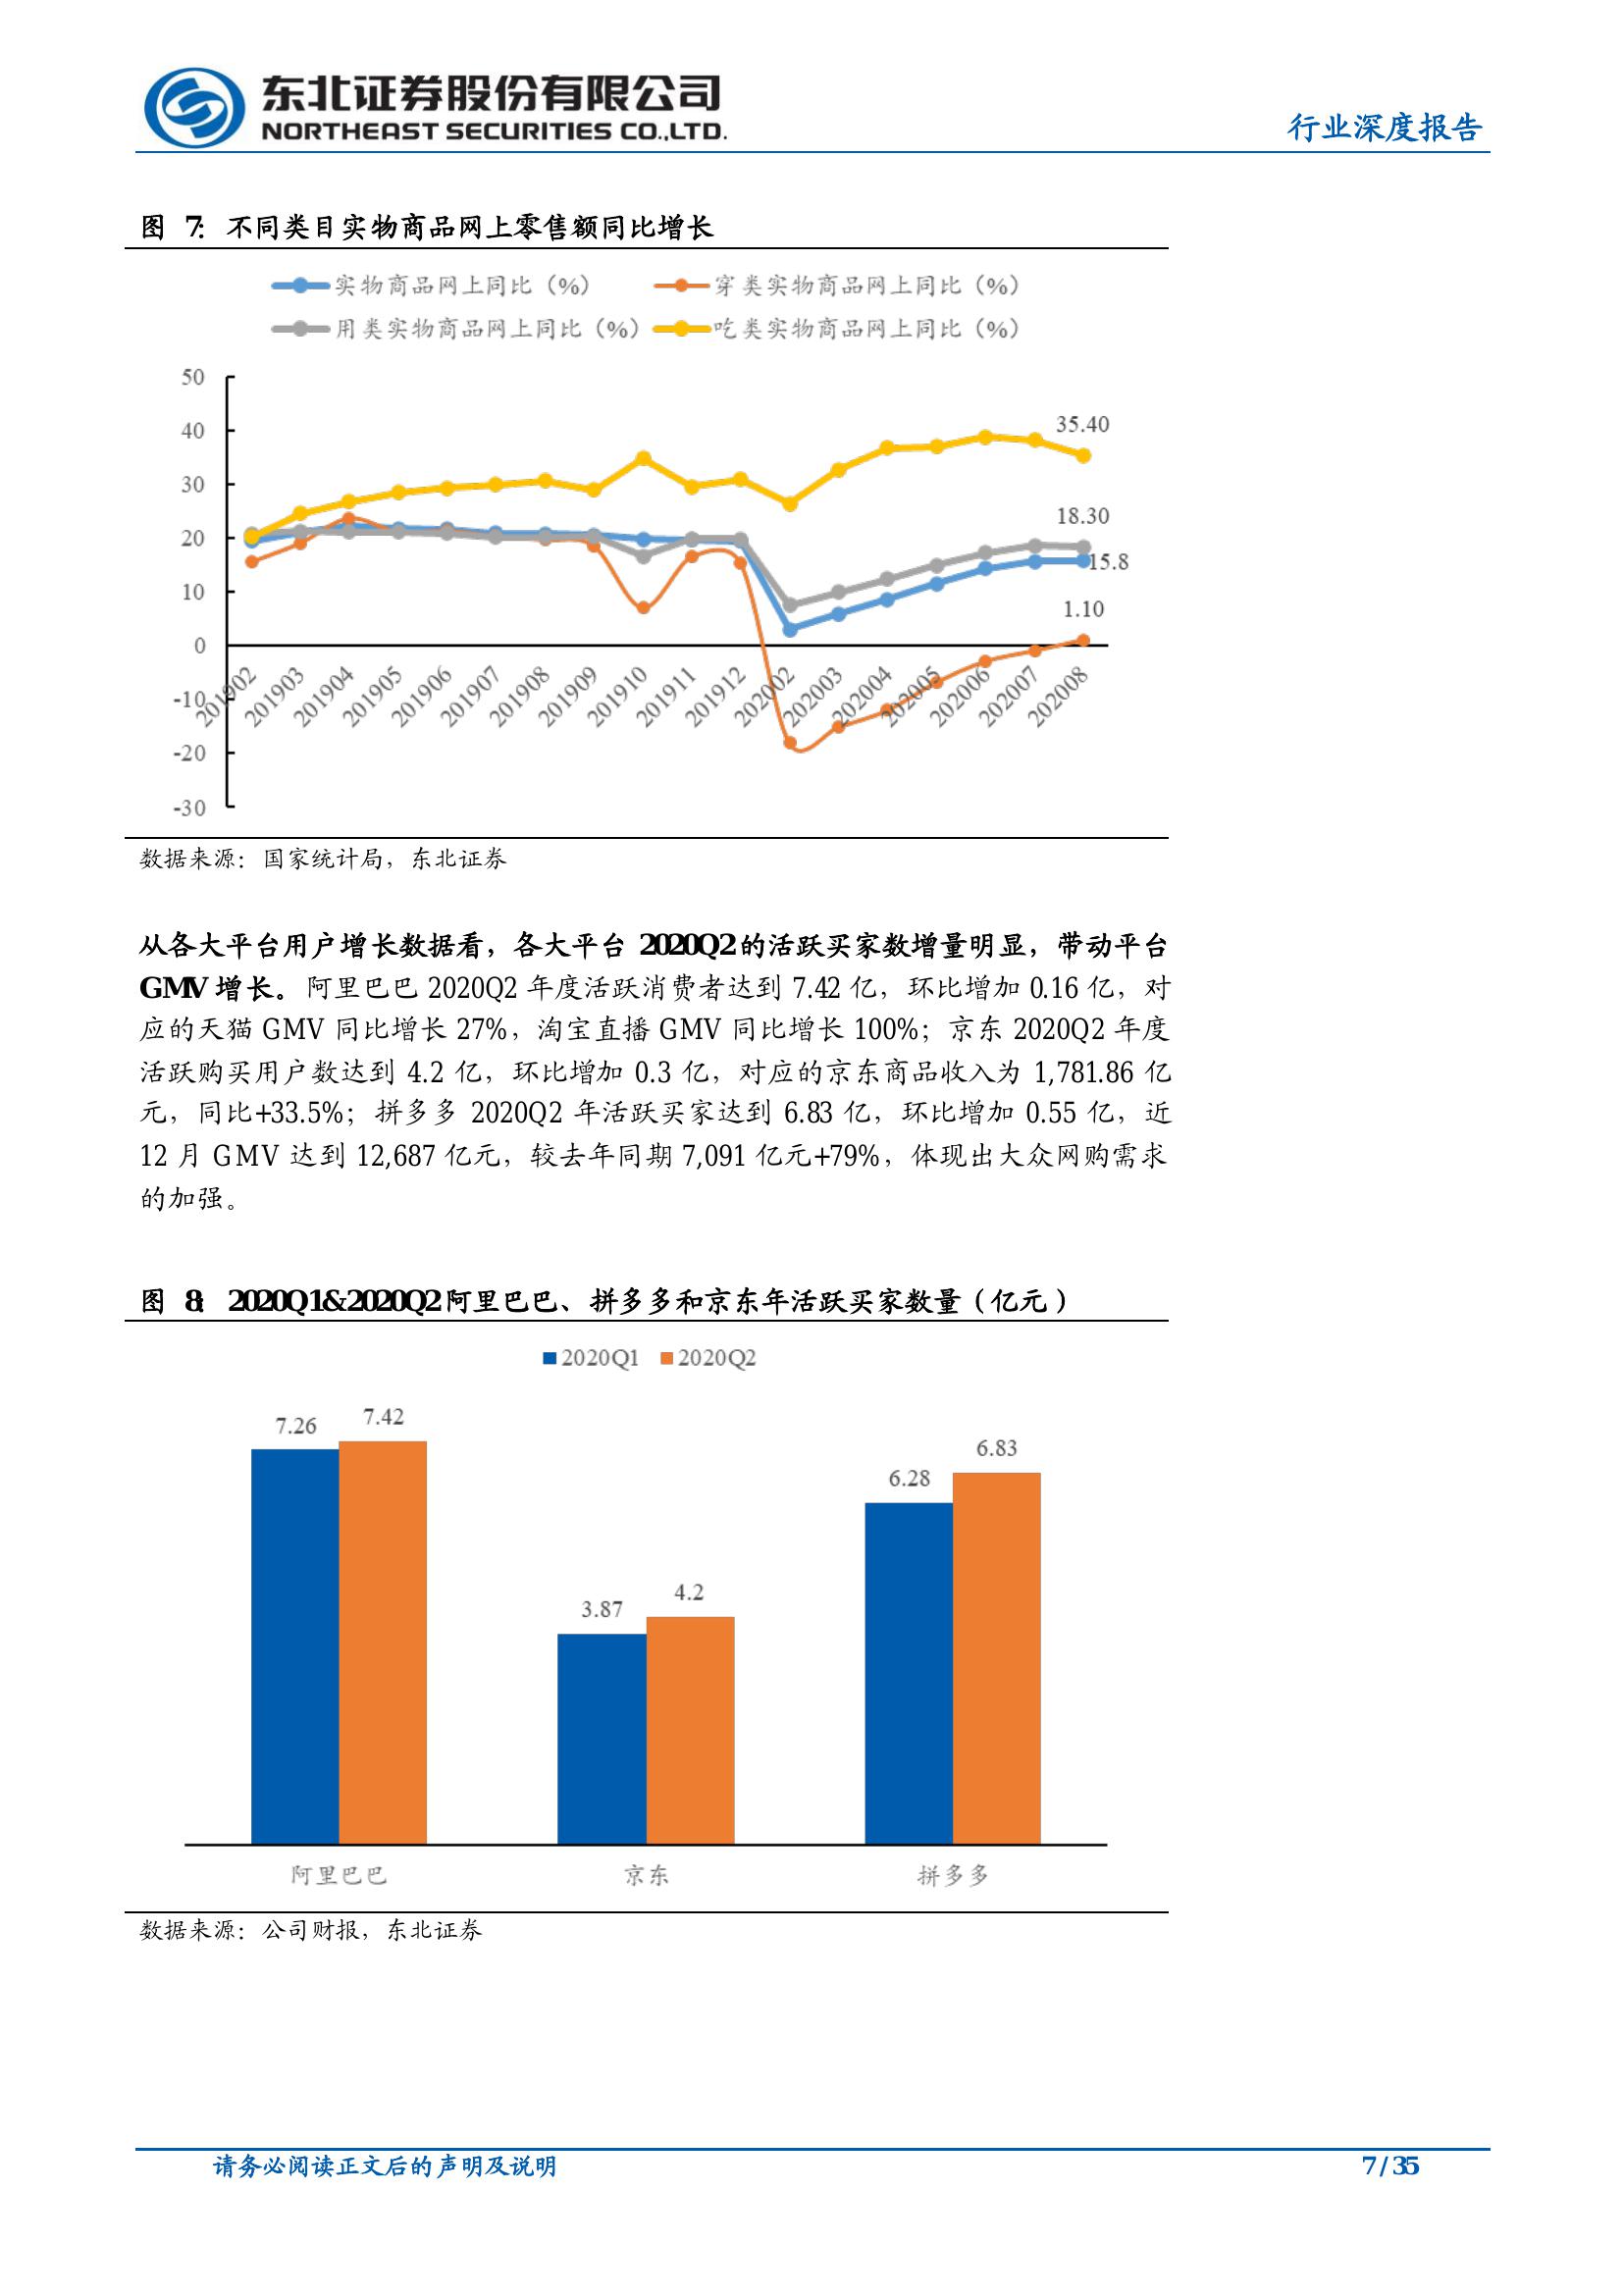 东北证券股份有限公司
NORTHEAST SECURITIES CO.,LTD.
行业深度报告
图 7: 不同类目实物商品网上零售额同比增长
实物商品网上同比（%） 穿类实物商品网上同比（%）
用类实物商品网上同比（%） 吃类实物商品网上同比（%）
50
40
30
20
10
0
-10
-20
-30
35.40
18.30
15.8
1.10
201902 201903 201904 201905 201906 201907 201908 201909 201910 201911 201912 202002 202003 202004 202005 202006 202007 202008
数据来源：国家统计局，东北证券
从各大平台用户增长数据看，各大平台 2020Q2 的活跃买家数增量明显，带动平台
GMV 增长。阿里巴巴 2020Q2 年度活跃消费者达到 7.42 亿，环比增加 0.16 亿，对
应的天猫 GMV 同比增长 27%，淘宝直播 GMV 同比增长 100%；京东 2020Q2 年度
活跃购买用户数达到 4.2 亿，环比增加 0.3 亿，对应的京东商品收入为 1,781.86 亿
元，同比+33.5%；拼多多 2020Q2 年活跃买家达到 6.83 亿，环比增加 0.55 亿，近
12 月 GMV 达到 12,687 亿元，较去年同期 7,091 亿元+79%，体现出大众网购需求
的加强。
图 8: 2020Q1&2020Q2 阿里巴巴、拼多多和京东年活跃买家数量（亿元）
2020Q1 2020Q2
7.26 7.42
3.87 4.2
6.28 6.83
阿里巴巴 京东 拼多多
数据来源：公司财报，东北证券
请务必阅读正文后的声明及说明
7 / 35